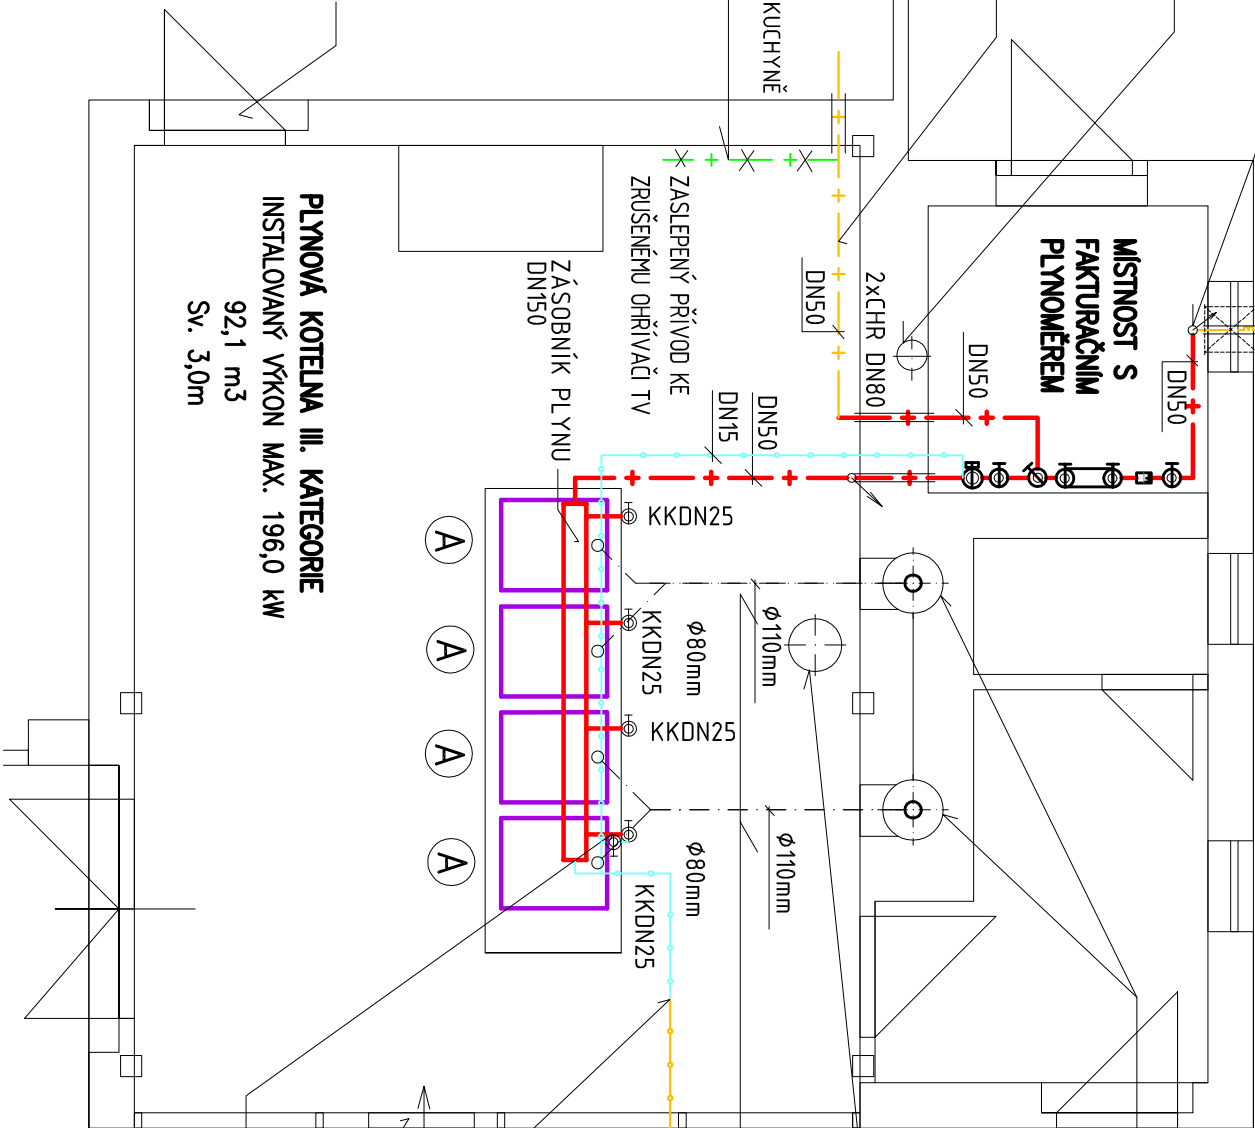 KUCHYNĚ
MÍSTNOST S
FAKTURAČNÍM
PLYNOMĚREM
DN50
DN50
2xCHR DN80
DN50
ZASLEPENÝ PŘÍVOD KE
ZRUŠENÉMU OHŘÍVAČI TV
DN50
DN15
ZÁSOBNÍK PLYNU
DN150
PLYNOVÁ KOTELNA III. KATEGORIE
INSTALOVANÝ VÝKON MAX. 196,0 kW
92,1 m3
Sv. 3,0m
KKDN25
KKDN25
KKDN25
KKDN25
Ø110mm
Ø80mm
Ø110mm
Ø80mm
A
A
A
A